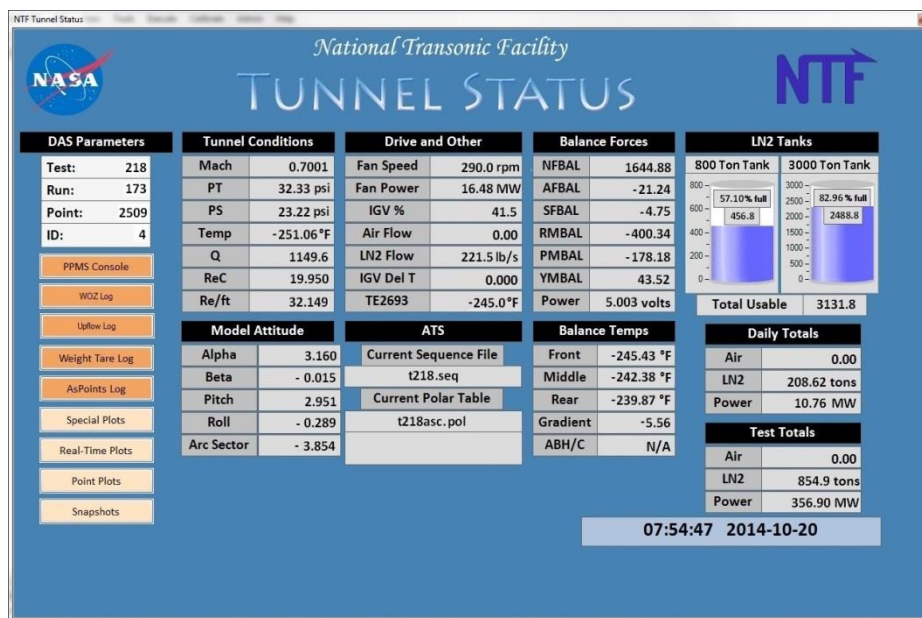 NTF Tunnel Status
National Transonic Facility
TUNNEL STATUS
NASA
NTF
DAS Parameters
Test: 218
Run: 173
Point: 2509
ID: 4
PPMS Console
WOZ Log
Upflow Log
Weight Tare Log
AsPoints Log
Special Plots
Real-Time Plots
Point Plots
Snapshots
Tunnel Conditions
Mach 0.7001
PT 32.33 psi
PS 23.22 psi
Temp -251.06°F
Q 1149.6
ReC 19.950
Re/ft 32.149
Model Attitude
Alpha 3.160
Beta - 0.015
Pitch 2.951
Roll - 0.289
Arc Sector - 3.854
Drive and Other
Fan Speed 290.0 rpm
Fan Power 16.48 MW
IGV % 41.5
Air Flow 0.00
LN2 Flow 221.5 lb/s
IGV Del T 0.000
TE2693 -245.0°F
ATS
Current Sequence File
t218.seq
Current Polar Table
t218asc.pol
Balance Forces
NFBAL 1644.88
AFBAL -21.24
SFBAL -4.75
RMBAL -400.34
PMBAL -178.18
YMBAL 43.52
Power 5.003 volts
Balance Temps
Front -245.43 °F
Middle -242.38 °F
Rear -239.87 °F
Gradient -5.56
ABH/C N/A
LN2 Tanks
800 Ton Tank
800
600
400
200
0
57.10% full
456.8
3000 Ton Tank
3000
2500
2000
1500
1000
500
0
82.96 % full
2488.8
Total Usable 3131.8
Daily Totals
Air 0.00
LN2 208.62 tons
Power 10.76 MW
Test Totals
Air 0.00
LN2 854.9 tons
Power 356.90 MW
07:54:47 2014-10-20